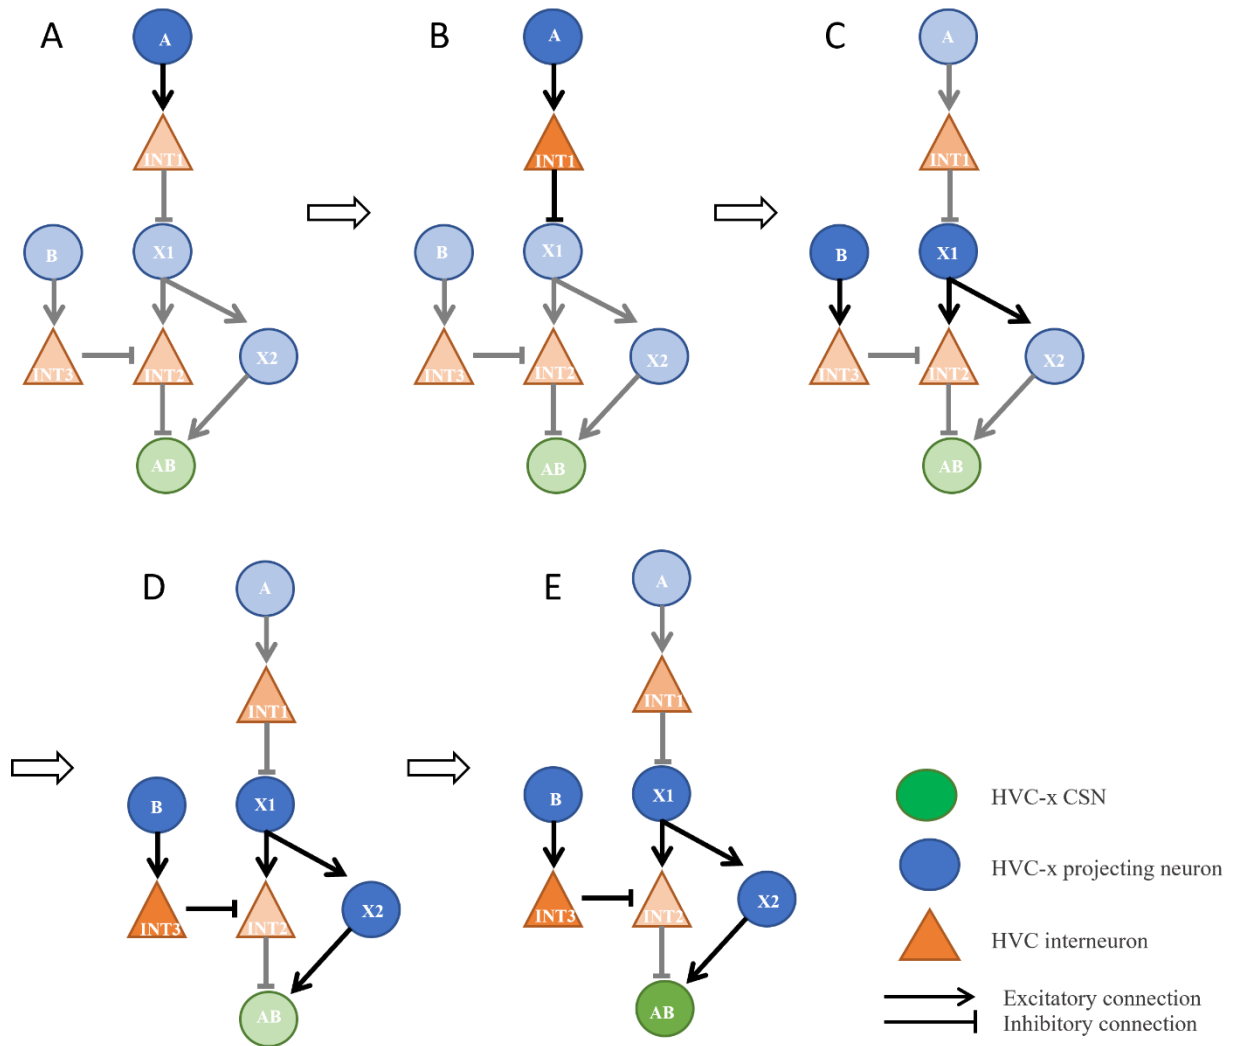 A
A
INT1
B
X1
INT3
INT2
X2
AB
B
A
INT1
B
X1
INT3
INT2
X2
AB
C
A
INT1
B
X1
INT3
INT2
X2
AB
D
A
INT1
B
X1
INT3
INT2
X2
AB
E
A
INT1
B
X1
INT3
INT2
X2
AB
HVC-x CSN
HVC-x projecting neuron
HVC interneuron
Excitatory connection
Inhibitory connection